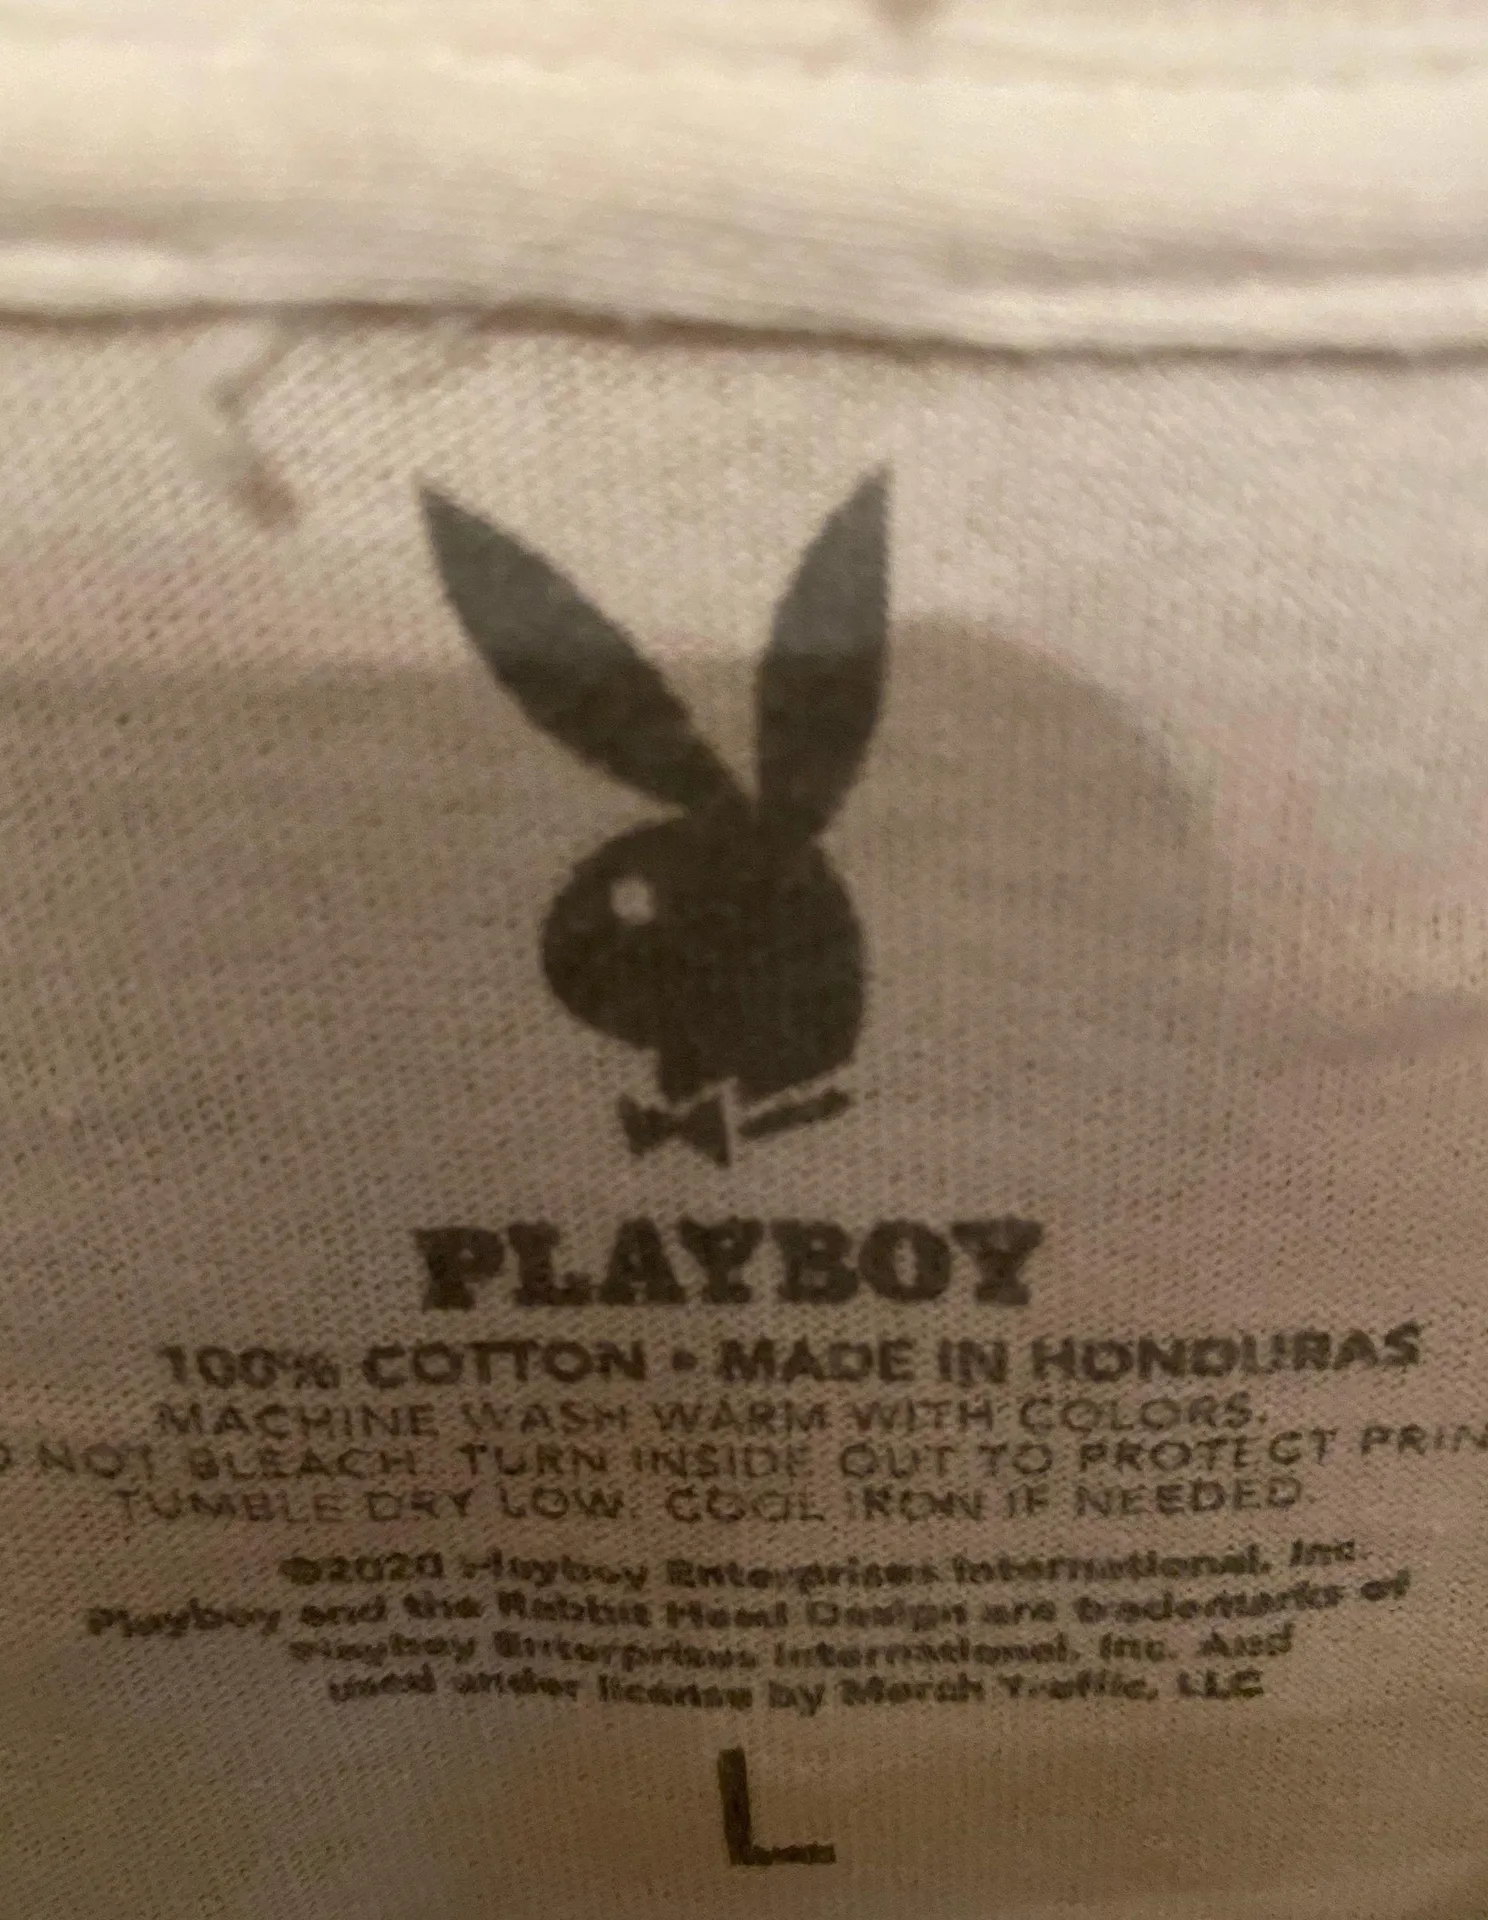 PLAYBOY
100% COTTON • MADE IN HONDURAS
MACHINE WASH WARM WITH COLORS.
NOT BLEACH. TURN INSIDE OUT TO PROTECT PRIN
TUMBLE DRY LOW. COOL IRON IF NEEDED.
©2020 Playboy Enterprises International, Inc.
Playboy and the Rabbit Head Design are trademarks of
Playboy Enterprises International, Inc. And
used under license by Merch Traffic, LLC
L